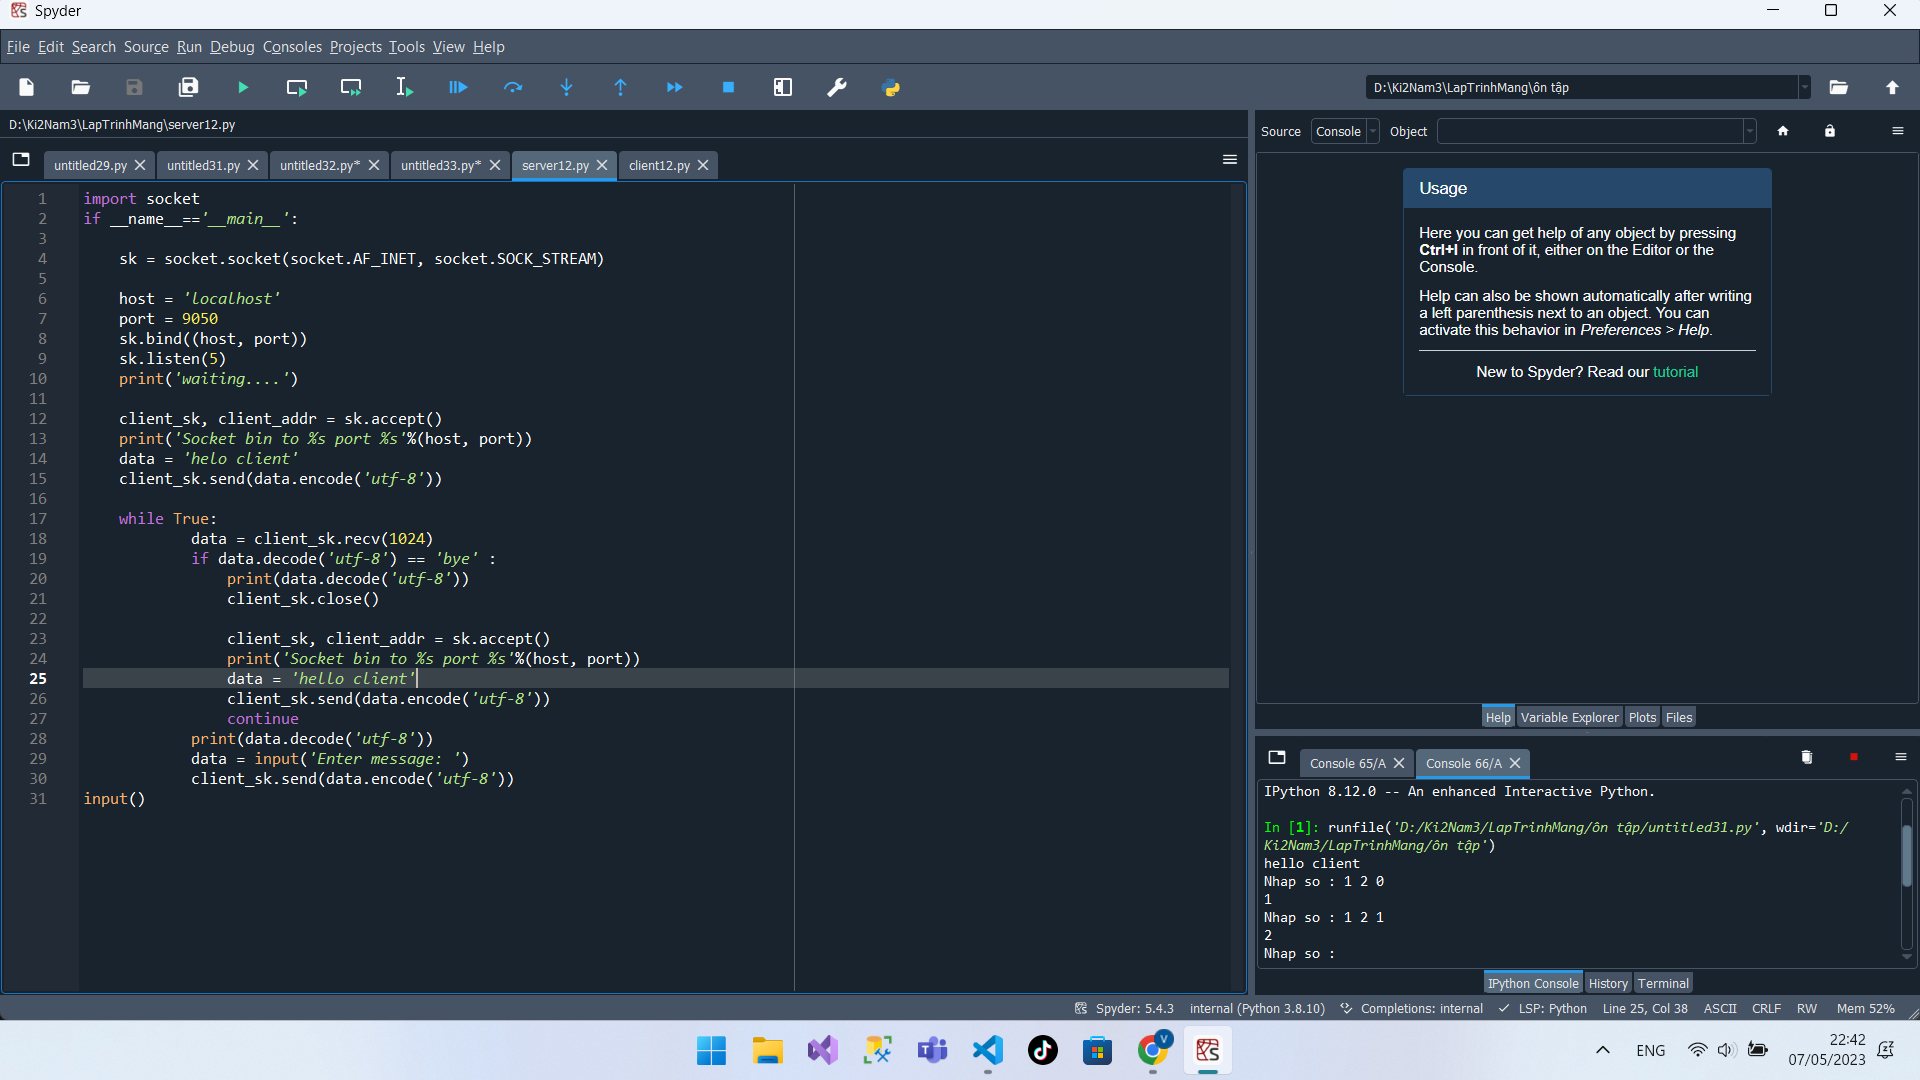 Spyder
File Edit Search Source Run Debug Consoles Projects Tools View Help
D:\Ki2Nam3\LapTrinhMang\ôn tập
D:\Ki2Nam3\LapTrinhMang\server12.py
untitled29.py untitled31.py untitled32.py* untitled33.py* server12.py client12.py
1 import socket
2 if __name__=='__main__':
3
4 sk = socket.socket(socket.AF_INET, socket.SOCK_STREAM)
5
6 host = 'localhost'
7 port = 9050
8 sk.bind((host, port))
9 sk.listen(5)
10 print('waiting....')
11
12 client_sk, client_addr = sk.accept()
13 print('Socket bin to %s port %s'%(host, port))
14 data = 'helo client'
15 client_sk.send(data.encode('utf-8'))
16
17 while True:
18 data = client_sk.recv(1024)
19 if data.decode('utf-8') == 'bye' :
20 print(data.decode('utf-8'))
21 client_sk.close()
22
23 client_sk, client_addr = sk.accept()
24 print('Socket bin to %s port %s'%(host, port))
25 data = 'hello client'
26 client_sk.send(data.encode('utf-8'))
27 continue
28 print(data.decode('utf-8'))
29 data = input('Enter message: ')
30 client_sk.send(data.encode('utf-8'))
31 input()
Source Console Object
Usage
Here you can get help of any object by pressing
Ctrl+I in front of it, either on the Editor or the
Console.
Help can also be shown automatically after writing
a left parenthesis next to an object. You can
activate this behavior in Preferences > Help.
New to Spyder? Read our tutorial
Help Variable Explorer Plots Files
Console 65/A Console 66/A
IPython 8.12.0 -- An enhanced Interactive Python.
In [1]: runfile('D:/Ki2Nam3/LapTrinhMang/ôn tập/untitled31.py', wdir='D:/
Ki2Nam3/LapTrinhMang/ôn tập')
hello client
Nhap so : 1 2 0
1
Nhap so : 1 2 1
2
Nhap so :
IPython Console History Terminal
Spyder: 5.4.3 internal (Python 3.8.10) Completions: internal LSP: Python Line 25, Col 38 ASCII CRLF RW Mem 52%
V
ENG
22:42
07/05/2023